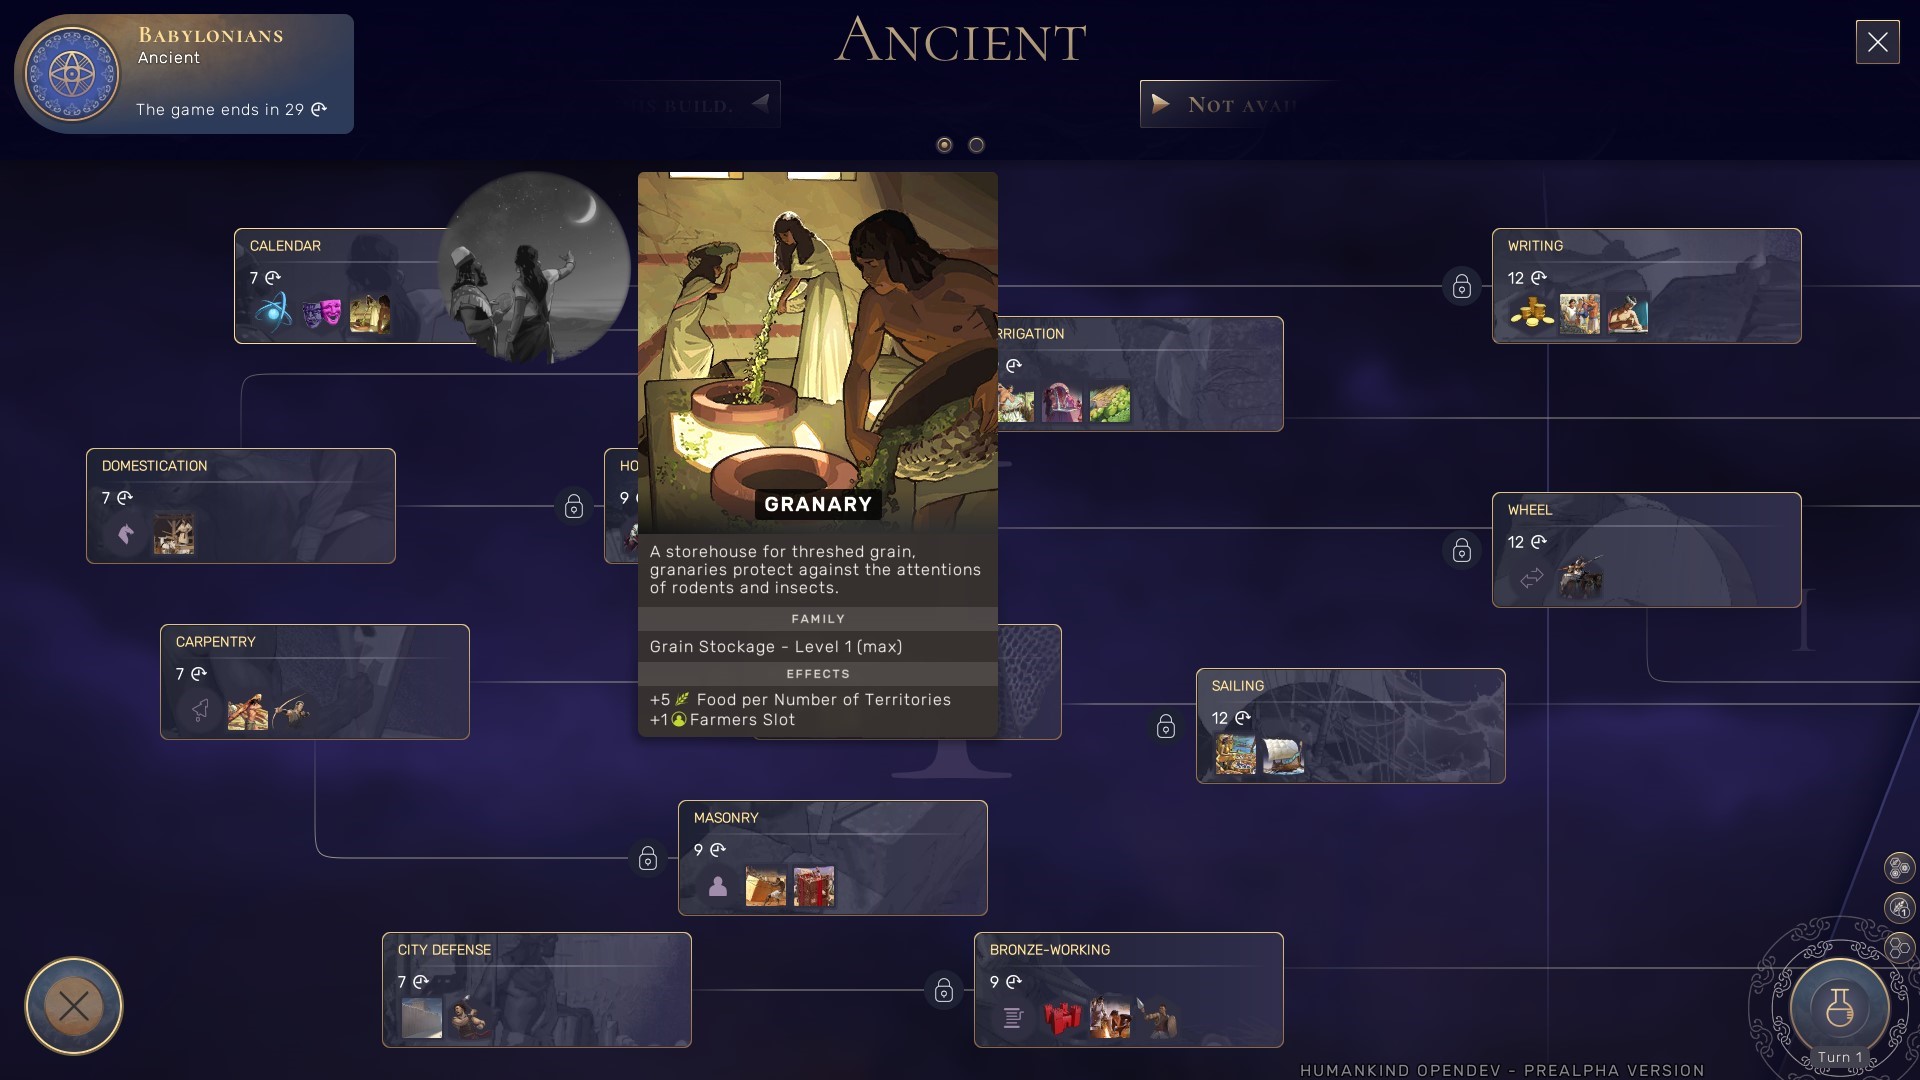 BABYLONIANS
Ancient
The game ends in 29
ANCIENT
IS BUILD.
NOT AVAI
CALENDAR
7
WRITING
12
RRIGATION
DOMESTICATION
7
HO
9
GRANARY
A storehouse for threshed grain,
granaries protect against the attentions
of rodents and insects.
FAMILY
Grain Stockage - Level 1 (max)
EFFECTS
+5 Food per Number of Territories
+1 Farmers Slot
WHEEL
12
CARPENTRY
7
SAILING
12
MASONRY
9
CITY DEFENSE
7
BRONZE-WORKING
9
1
Turn 1
HUMANKIND OPENDEV - PREALPHA VERSION